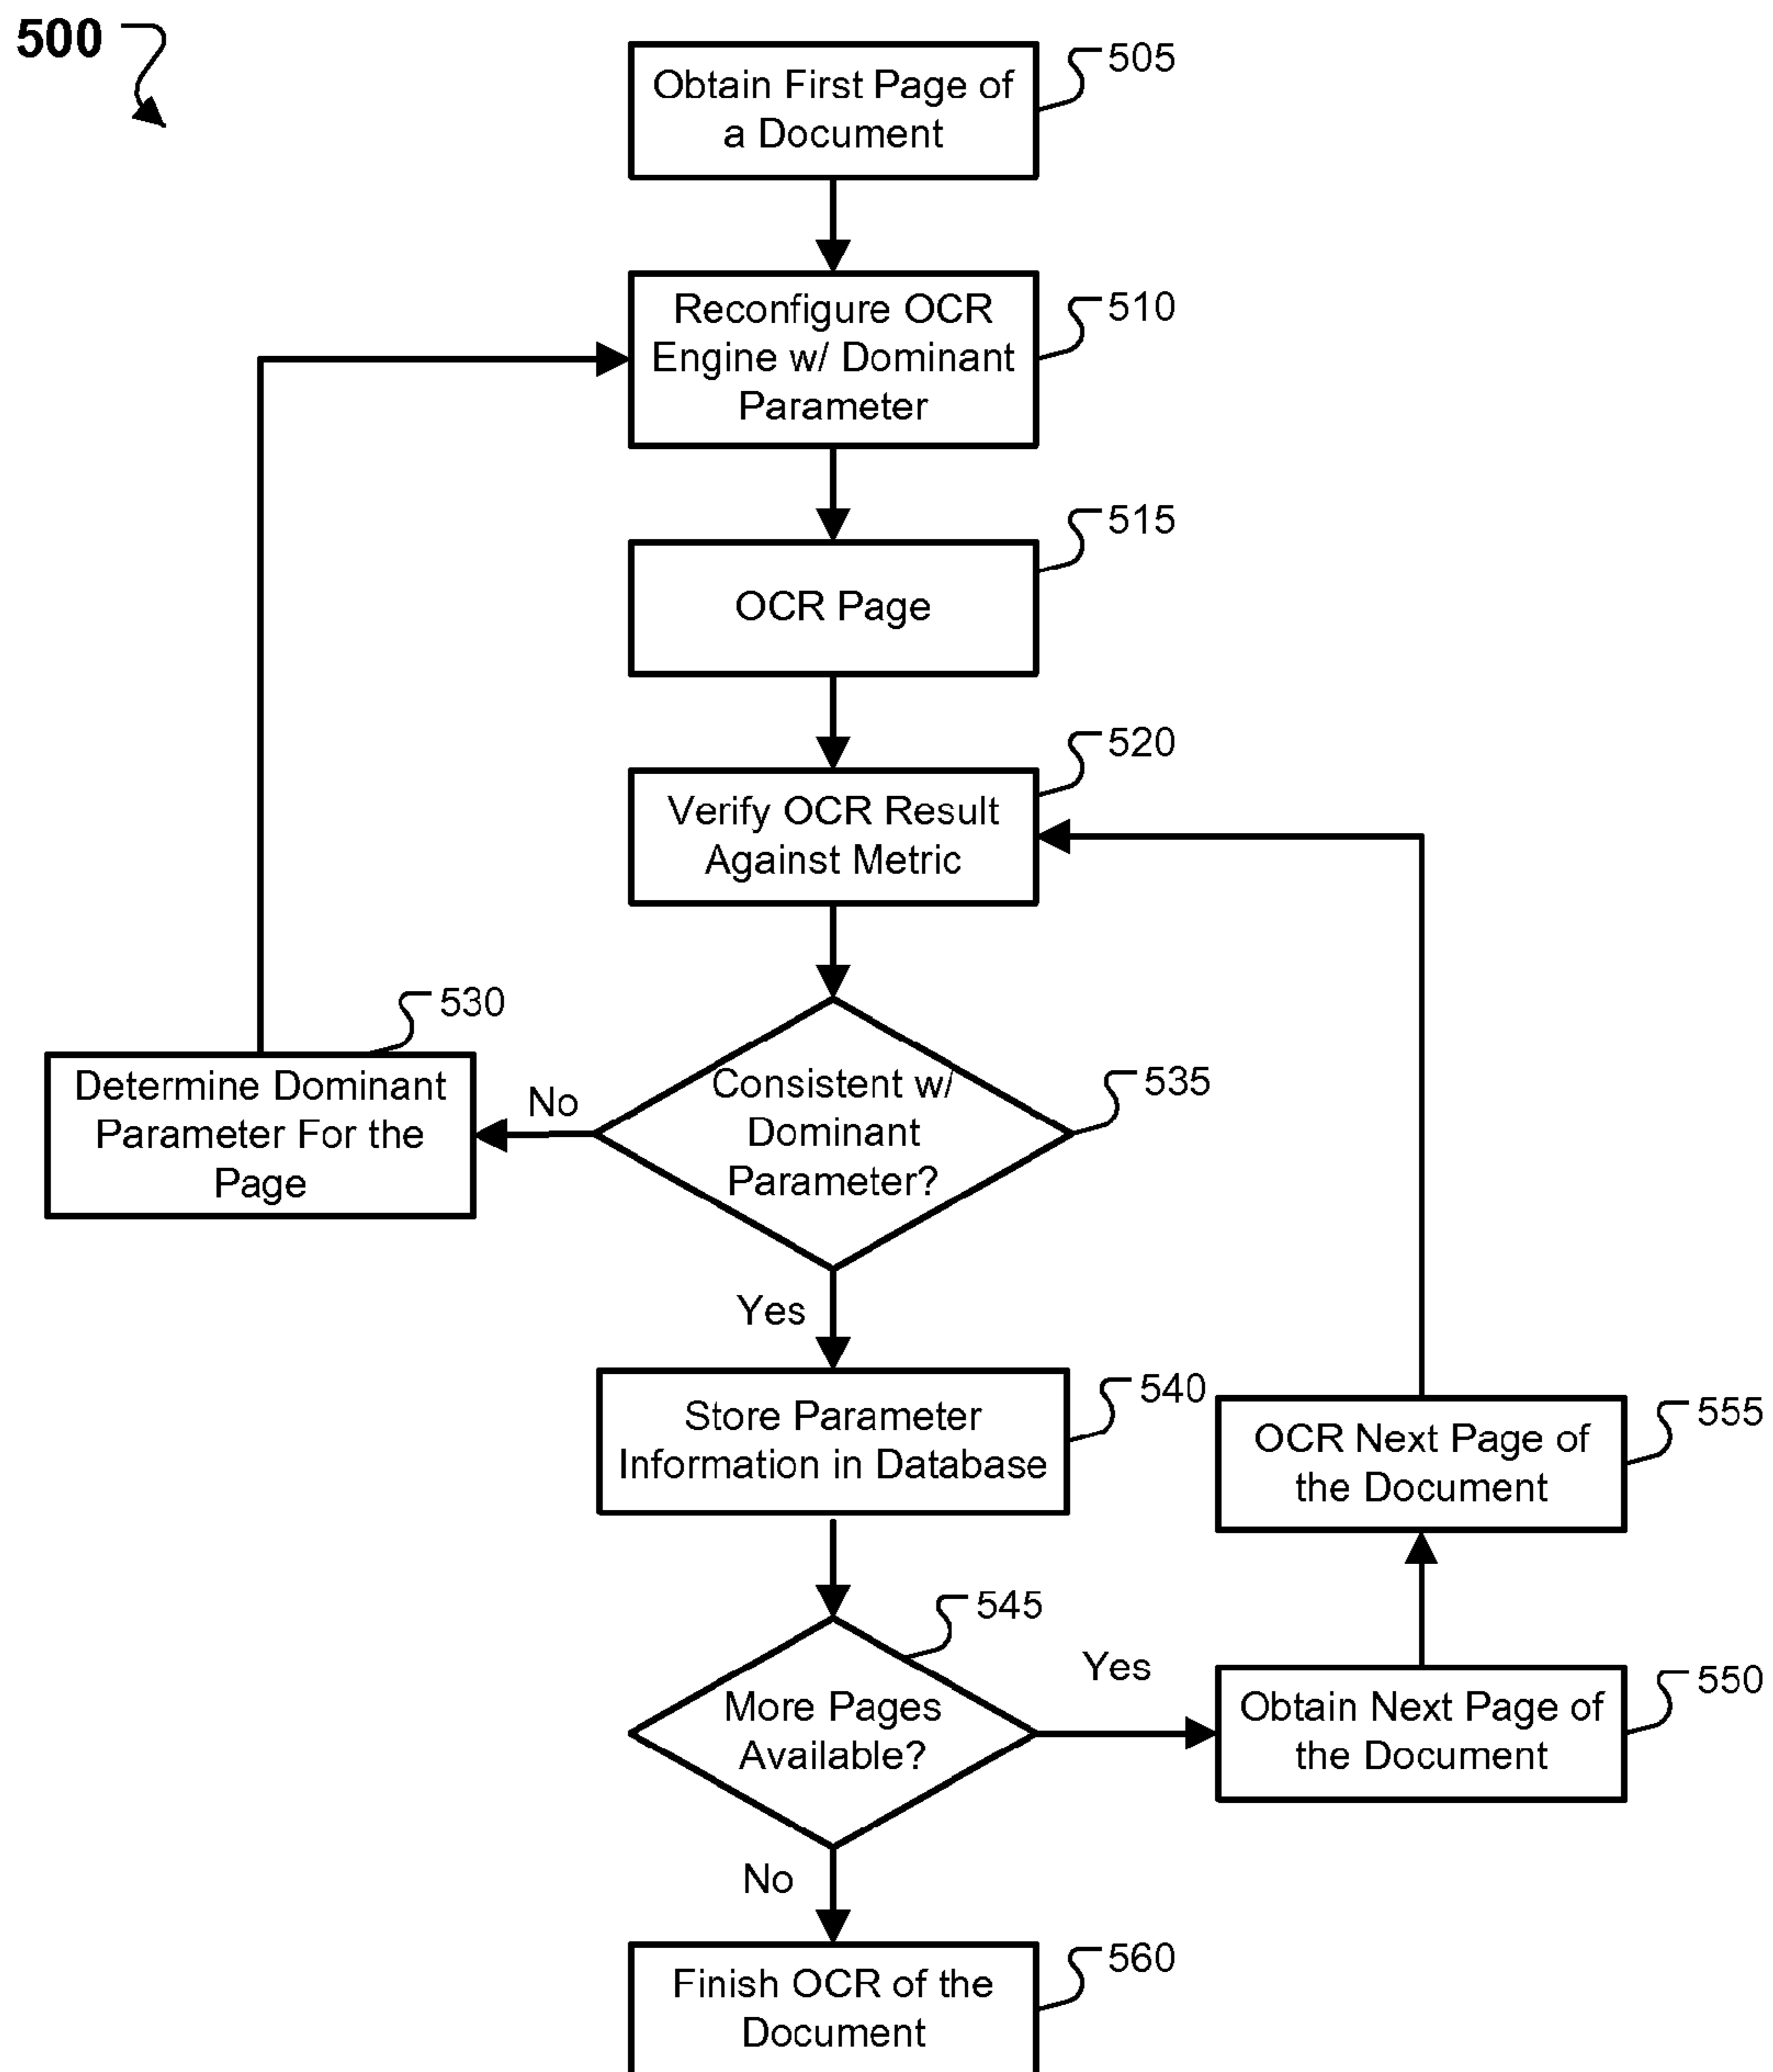 500
Obtain First Page of
a Document
505
Reconfigure OCR
Engine w/ Dominant
Parameter
510
OCR Page
515
Verify OCR Result
Against Metric
520
Consistent w/
Dominant
Parameter?
535
No
Determine Dominant
Parameter For the
Page
530
Yes
Store Parameter
Information in Database
540
More Pages
Available?
545
Yes
Obtain Next Page of
the Document
550
OCR Next Page of
the Document
555
No
Finish OCR of the
Document
560